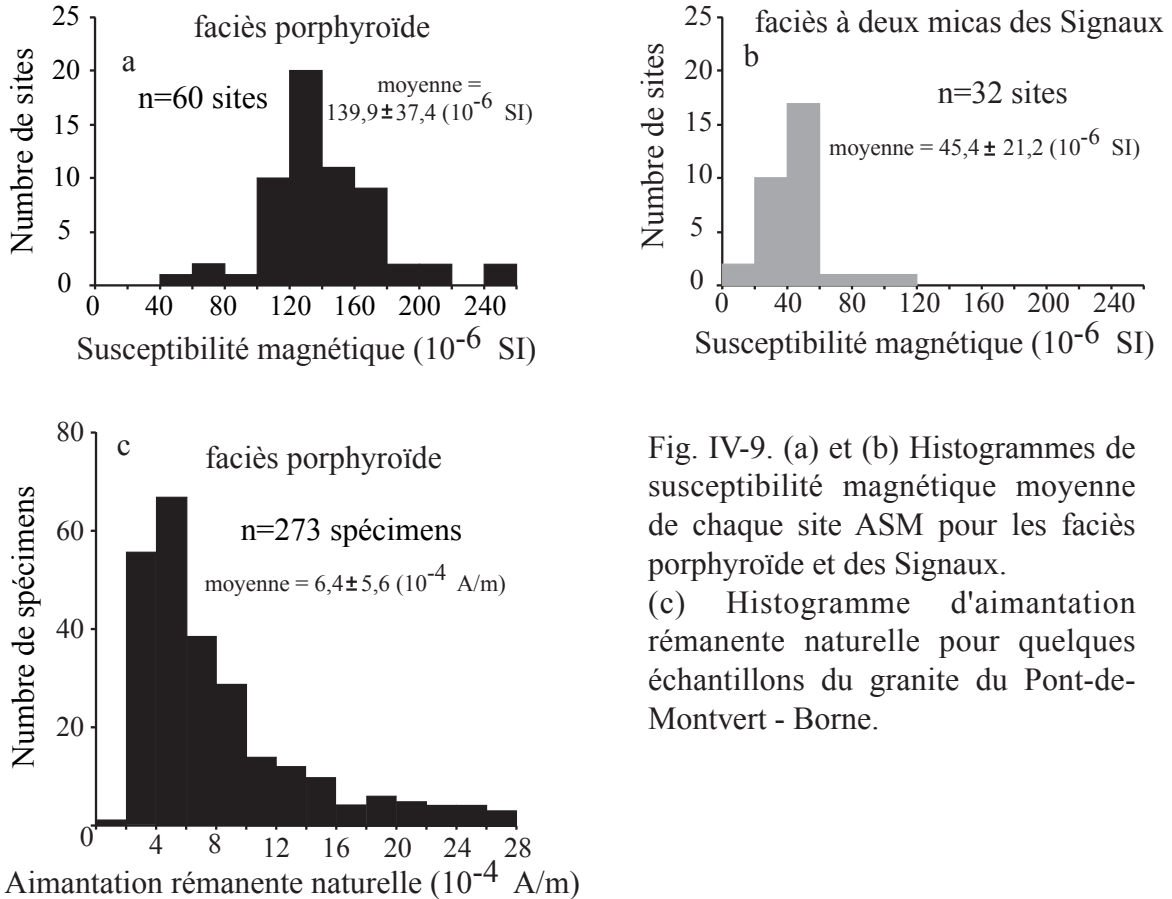 25
20
15
10
5
0
Numbre de sites
a
faciès porphyroïde
n=60 sites
moyenne =
139,9±37,4 (10⁻⁶ SI)
0 40 80 120 160 200 240
Susceptibilité magnétique (10⁻⁶ SI)
25
20
15
10
5
0
Numbre de sites
faciès à deux micas des Signaux
b
n=32 sites
moyenne = 45,4 ± 21,2 (10⁻⁶ SI)
0 40 80 120 160 200 240
Susceptibilité magnétique (10⁻⁶ SI)
80
60
40
20
0
Numbre de spécimens
c
faciès porphyroïde
n=273 spécimens
moyenne = 6,4±5,6 (10⁻⁴ A/m)
4 8 16 20 24 28
Aimantation rémanente naturelle (10⁻⁴ A/m)
Fig. IV-9. (a) et (b) Histogrammes de
susceptibilité magnétique moyenne
de chaque site ASM pour les faciès
porphyroïde et des Signaux.
(c) Histogramme d'aimantation
rémanente naturelle pour quelques
échantillons du granite du Pont-de-
Montvert - Borne.